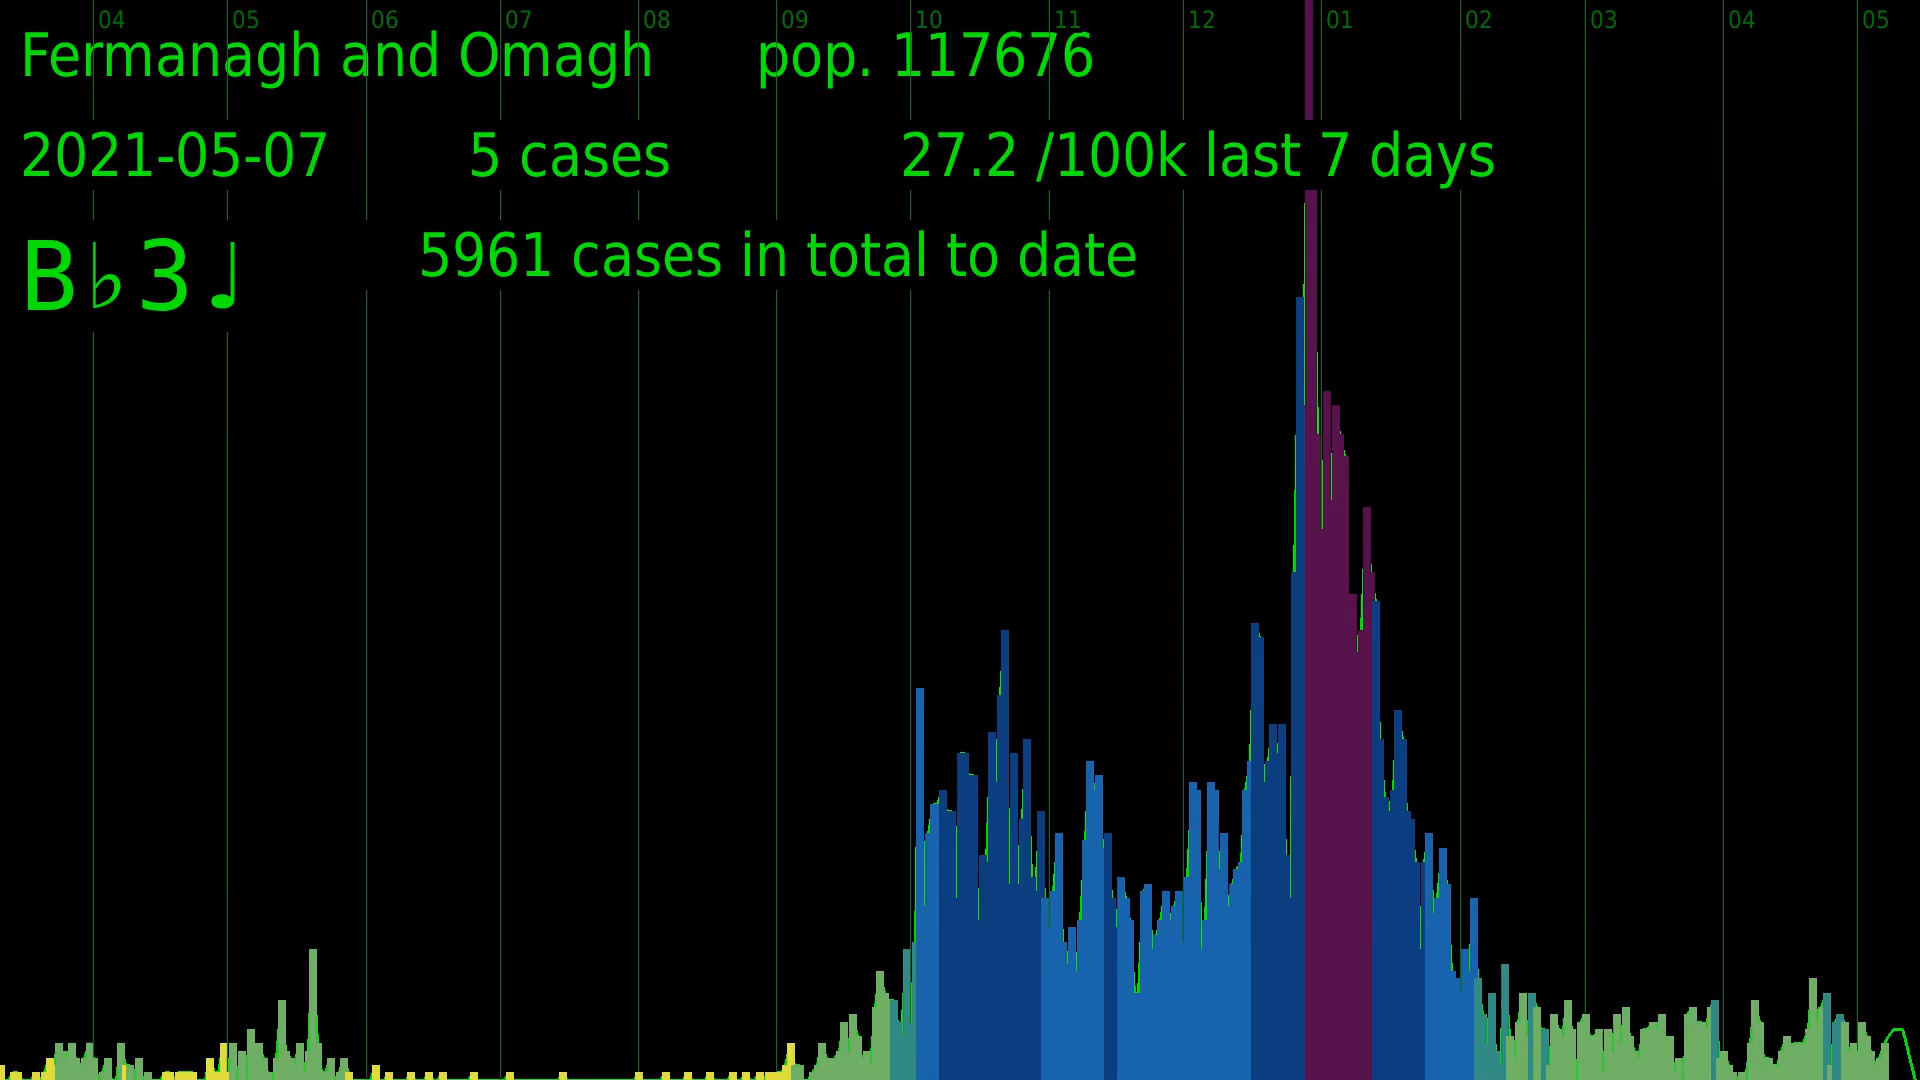 04 05 06 07 08 09 10 11 12 01 02 03 04 05
Fermanagh and Omagh pop. 117676
2021-05-07 5 cases 27.2 /100k last 7 days
B♭3♩ 5961 cases in total to date